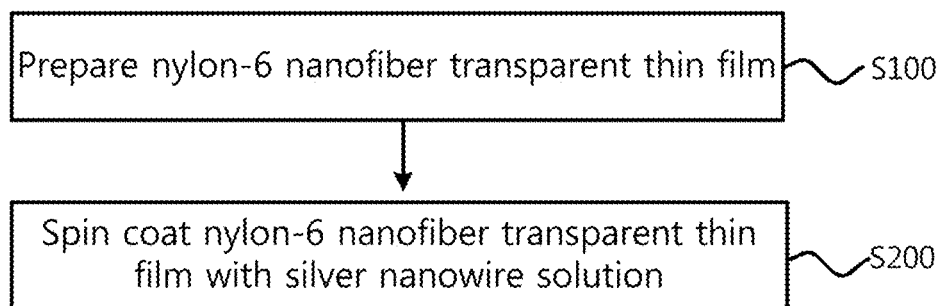 Prepare nylon-6 nanofiber transparent thin film
S100
Spin coat nylon-6 nanofiber transparent thin
film with silver nanowire solution
S200